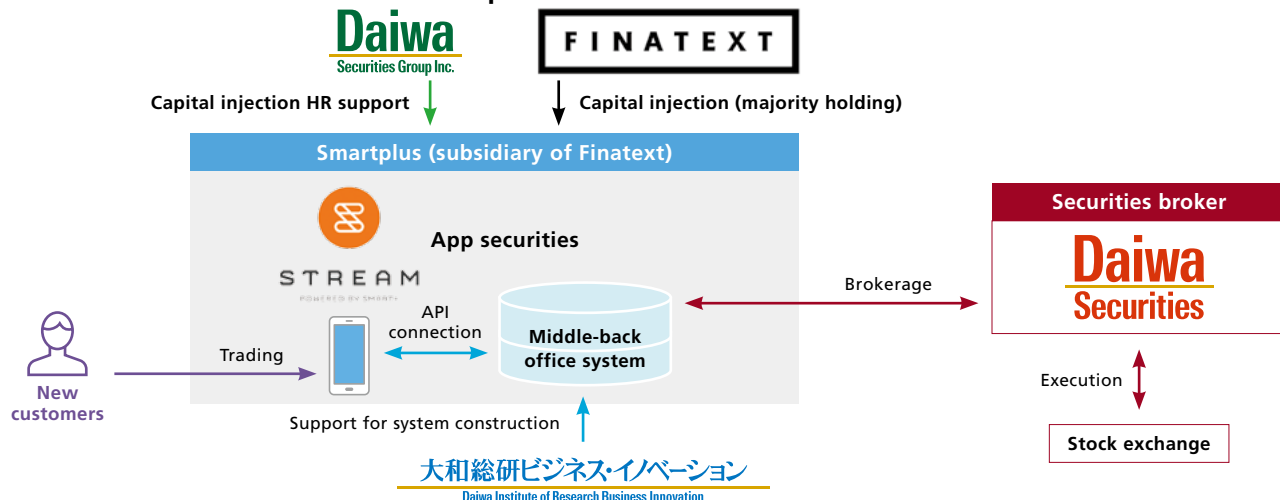 Daiwa
Securities Group Inc.
FINATEXT
Capital injection HR support
Capital injection (majority holding)
Smartplus (subsidiary of Finatext)
App securities
STREAM
POWERED BY SMART+
API
connection
Middle-back
office system
Trading
New
customers
Support for system construction
大和総研ビジネス・イノベーション
Daiwa Institute of Research Business Innovation
Brokerage
Securities broker
Daiwa
Securities
Execution
Stock exchange